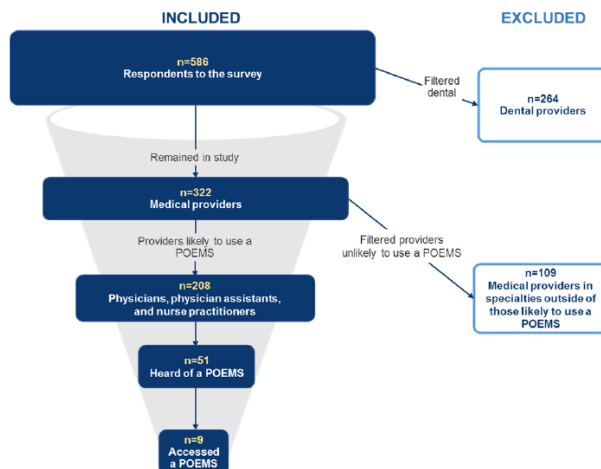 INCLUDED
EXCLUDED
n=586
Respondents to the survey
Filtered
dental
n=264
Dental providers
Remained in study
n=322
Medical providers
Providers likely to use a
POEMS
Filtered providers
unlikely to use a POEMS
n=208
Physicians, physician assistants,
and nurse practitioners
n=109
Medical providers in
specialties outside of
those likely to use a
POEMS
n=51
Heard of a POEMS
n=9
Accessed
a POEMS